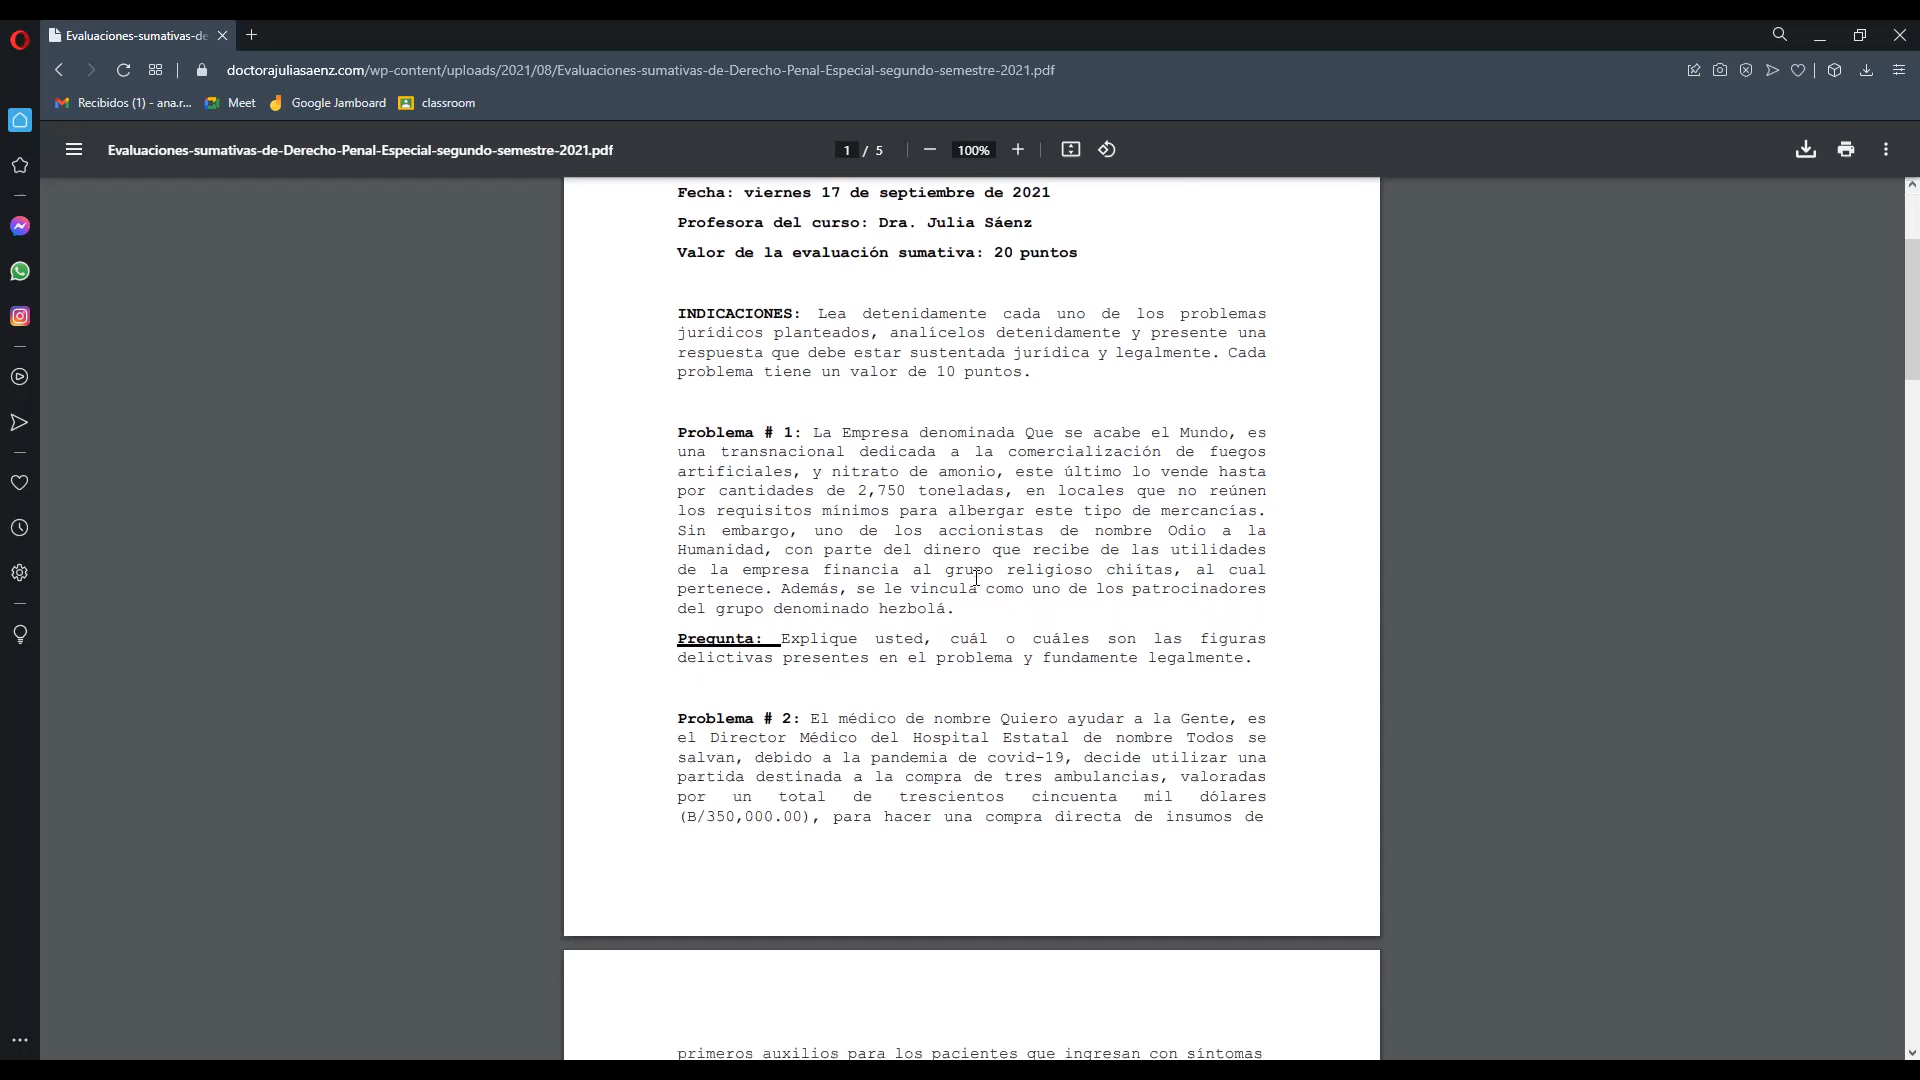 Evaluaciones-sumativas-de
doctorajuliasaenz.com/wp-content/uploads/2021/08/Evaluaciones-sumativas-de-Derecho-Penal-Especial-segundo-semestre-2021.pdf
Recibidos (1) - ana.r... Meet Google Jamboard classroom
Evaluaciones-sumativas-de-Derecho-Penal-Especial-segundo-semestre-2021.pdf 1 / 5 100%
Fecha: viernes 17 de septiembre de 2021
Profesora del curso: Dra. Julia Sáenz
Valor de la evaluación sumativa: 20 puntos
INDICACIONES: Lea detenidamente cada uno de los problemas
jurídicos planteados, analícelos detenidamente y presente una
respuesta que debe estar sustentada jurídica y legalmente. Cada
problema tiene un valor de 10 puntos.
Problema # 1: La Empresa denominada Que se acabe el Mundo, es
una transnacional dedicada a la comercialización de fuegos
artificiales, y nitrato de amonio, este último lo vende hasta
por cantidades de 2,750 toneladas, en locales que no reúnen
los requisitos mínimos para albergar este tipo de mercancías.
Sin embargo, uno de los accionistas de nombre Odio a la
Humanidad, con parte del dinero que recibe de las utilidades
de la empresa financia al grupo religioso chiítas, al cual
pertenece. Además, se le vincula como uno de los patrocinadores
del grupo denominado hezbolá.
Pregunta: Explique usted, cuál o cuáles son las figuras
delictivas presentes en el problema y fundamente legalmente.
Problema # 2: El médico de nombre Quiero ayudar a la Gente, es
el Director Médico del Hospital Estatal de nombre Todos se
salvan, debido a la pandemia de covid-19, decide utilizar una
partida destinada a la compra de tres ambulancias, valoradas
por un total de trescientos cincuenta mil dólares
(B/350,000.00), para hacer una compra directa de insumos de
primeros auxilios para los pacientes que ingresan con síntomas